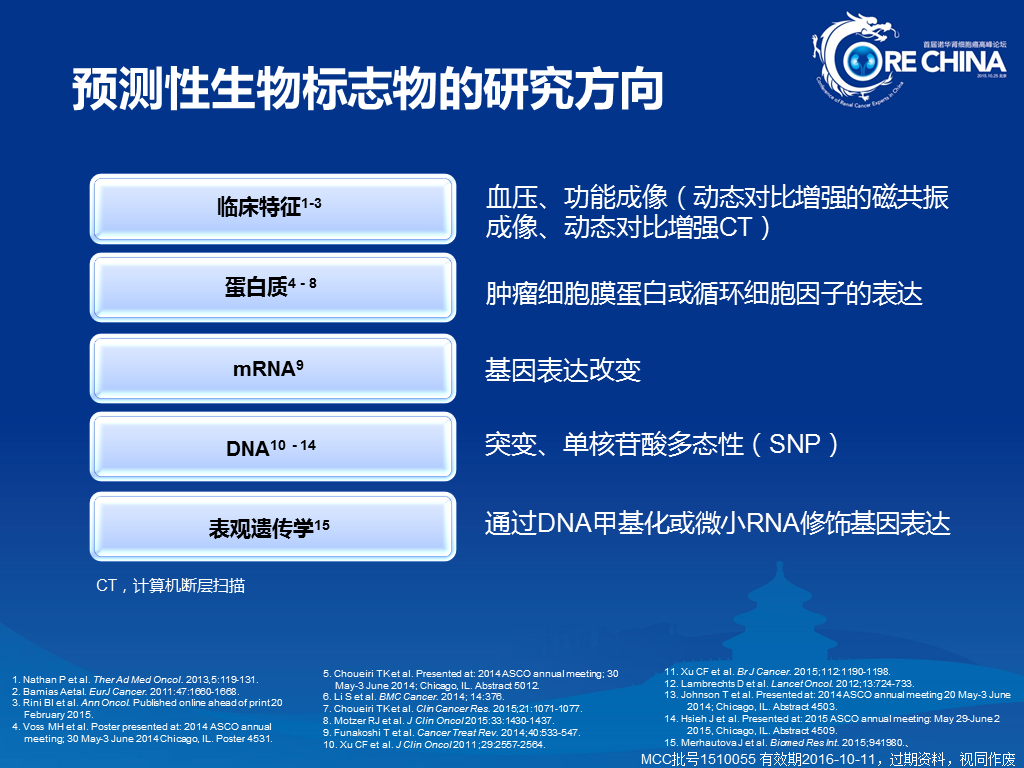 首届诺华肾细胞癌高峰论坛
ORE CHINA
2015.10.25 北京
Conference of Renal Cancer Experts in China
预测性生物标志物的研究方向
临床特征1-3
血压、功能成像（动态对比增强的磁共振
成像、动态对比增强CT）
蛋白质4 - 8
肿瘤细胞膜蛋白或循环细胞因子的表达
mRNA9
基因表达改变
DNA10 - 14
突变、单核苷酸多态性（SNP）
表观遗传学15
通过DNA甲基化或微小RNA修饰基因表达
CT，计算机断层扫描
1. Nathan P et al. Ther Ad Med Oncol. 2013,5:119-131.
2. Bamias A etal. Eur J Cancer. 2011:47:1660-1668.
3. Rini BI et al. Ann Oncol. Published online ahead of print 20
February 2015.
4. Voss MH et al. Poster presented at: 2014 ASCO annual
meeting; 30 May-3 June 2014 Chicago, IL. Poster 4531.
5. Choueiri TK et al. Presented at: 2014 ASCO annual meeting; 30
May-3 June 2014; Chicago, IL. Abstract 5012.
6. Li S et al. BMC Cancer. 2014; 14:376.
7. Choueiri TK et al. Clin Cancer Res. 2015;21:1071-1077.
8. Motzer RJ et al. J Clin Oncol 2015:33:1430-1437.
9. Funakoshi T et al. Cancer Treat Rev. 2014;40:533-547.
10. Xu CF et al. J Clin Oncol 2011;29:2557-2564.
11. Xu CF et al. Br J Cancer. 2015;112:1190-1198.
12. Lambrechts D et al. Lancet Oncol. 2012;13:724-733.
13. Johnson T et al. Presented at: 2014 ASCO annual meeting 20 May-3 June
2014; Chicago, IL. Abstract 4503.
14. Hsieh J et al. Presented at: 2015 ASCO annual meeting: May 29-June 2
2015, Chicago, IL. Abstract 4509.
15. Merhautova J et al. Biomed Res Int. 2015;941980.、
MCC批号1510055 有效期2016-10-11，过期资料，视同作废